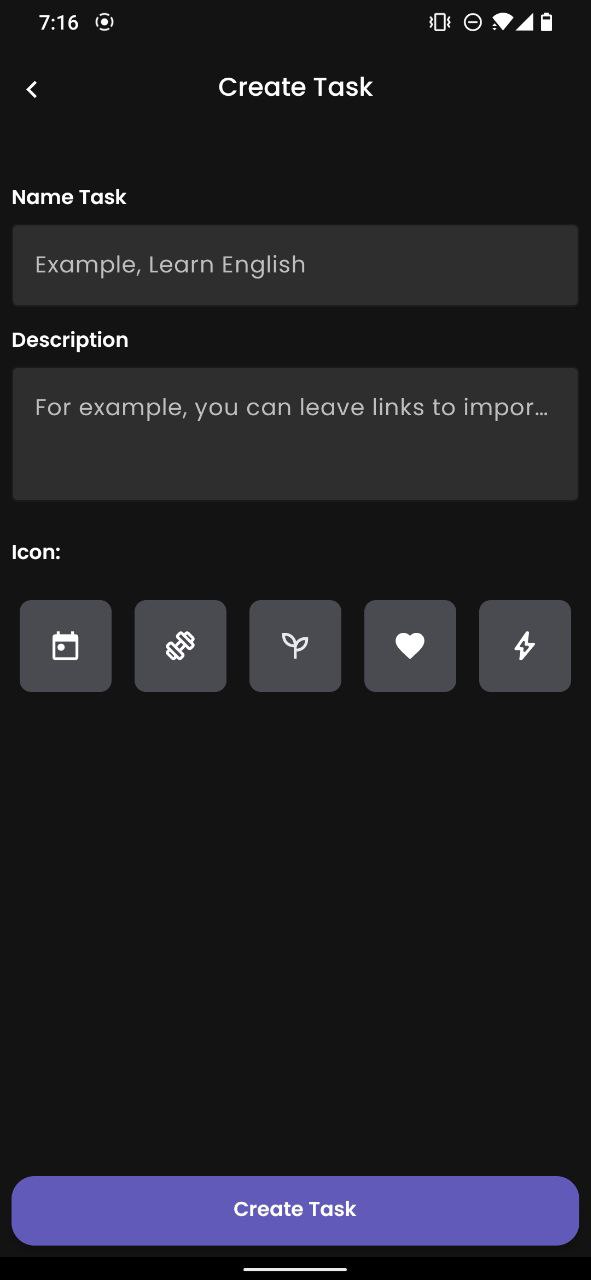 7:16
Create Task
Name Task
Example, Learn English
Description
For example, you can leave links to impor...
Icon:
Create Task